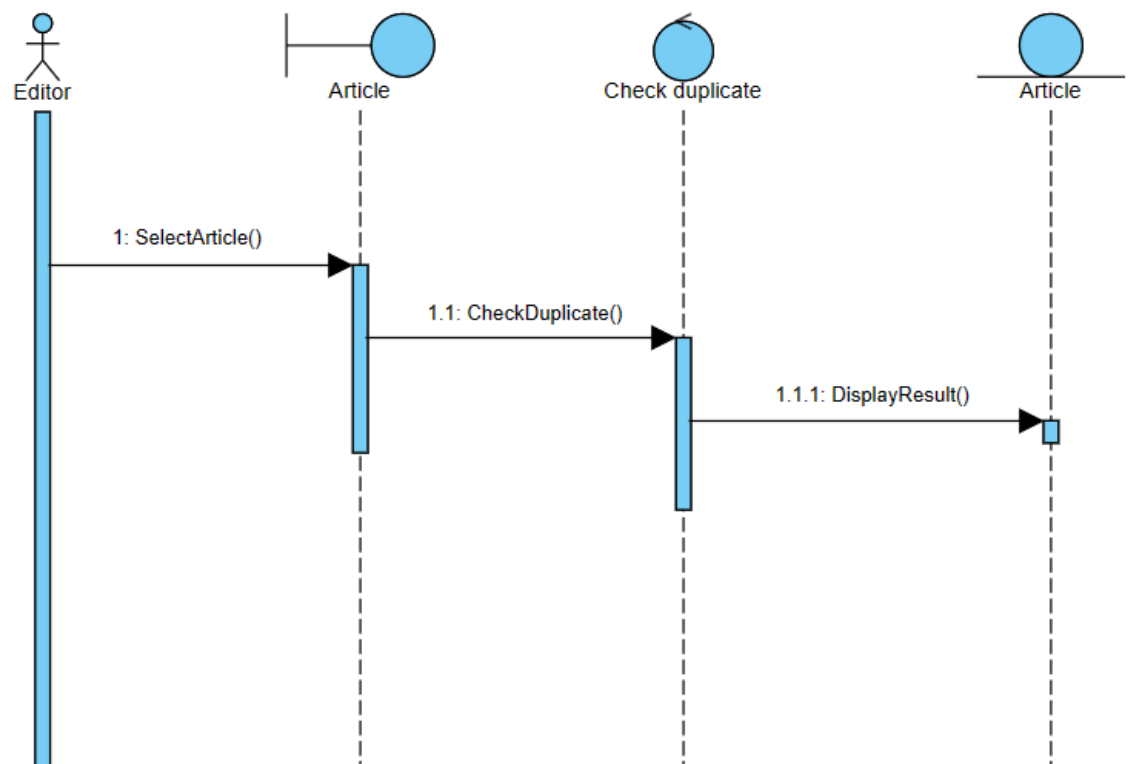 Editor
Article
Check duplicate
Article
1: SelectArticle()
1.1: CheckDuplicate()
1.1.1: DisplayResult()